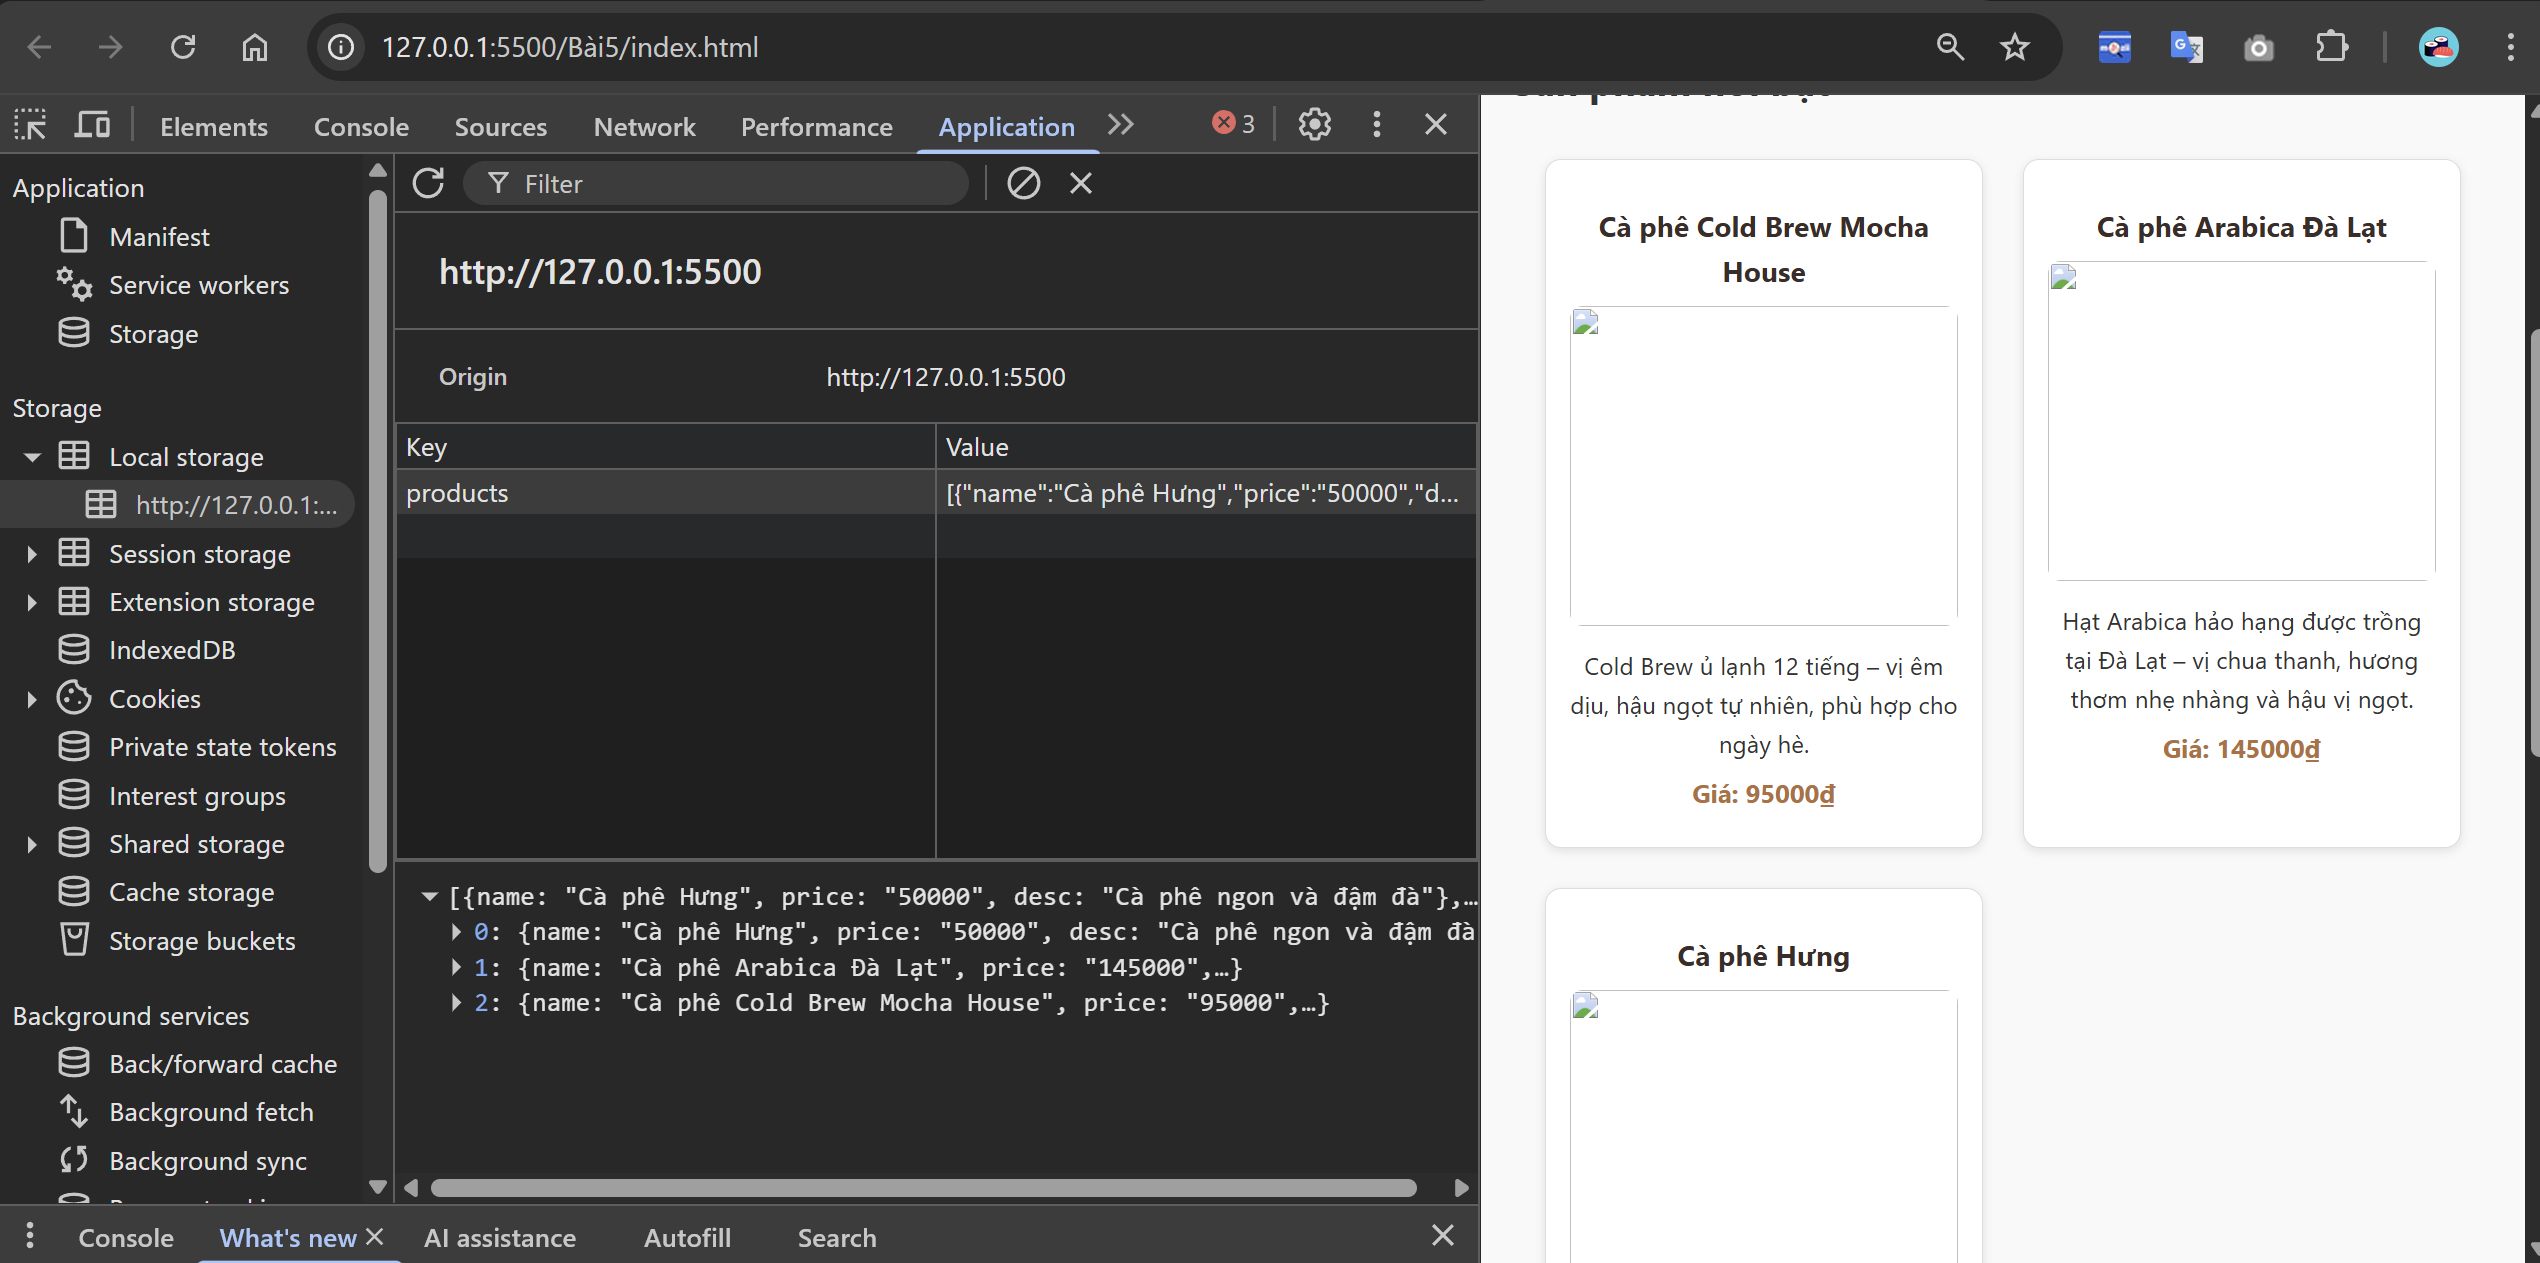 127.0.0.1:5500/Bài5/index.html
Elements
Console
Sources
Network
Performance
Application
3
Application
Manifest
Service workers
Storage
Storage
Local storage
http://127.0.0.1:...
Session storage
Extension storage
IndexedDB
Cookies
Private state tokens
Interest groups
Shared storage
Cache storage
Storage buckets
Background services
Back/forward cache
Background fetch
Background sync
Filter
http://127.0.0.1:5500
Origin http://127.0.0.1:5500
Key Value
products [{"name":"Cà phê Hưng","price":"50000","d...
[{name: "Cà phê Hưng", price: "50000", desc: "Cà phê ngon và đậm đà"},…
0: {name: "Cà phê Hưng", price: "50000", desc: "Cà phê ngon và đậm đà
1: {name: "Cà phê Arabica Đà Lạt", price: "145000",…}
2: {name: "Cà phê Cold Brew Mocha House", price: "95000",…}
Console
What's new
AI assistance
Autofill
Search
Cà phê Cold Brew Mocha
House
Cold Brew ủ lạnh 12 tiếng – vị êm
dịu, hậu ngọt tự nhiên, phù hợp cho
ngày hè.
Giá: 95000₫
Cà phê Arabica Đà Lạt
Hạt Arabica hảo hạng được trồng
tại Đà Lạt – vị chua thanh, hương
thơm nhẹ nhàng và hậu vị ngọt.
Giá: 145000₫
Cà phê Hưng